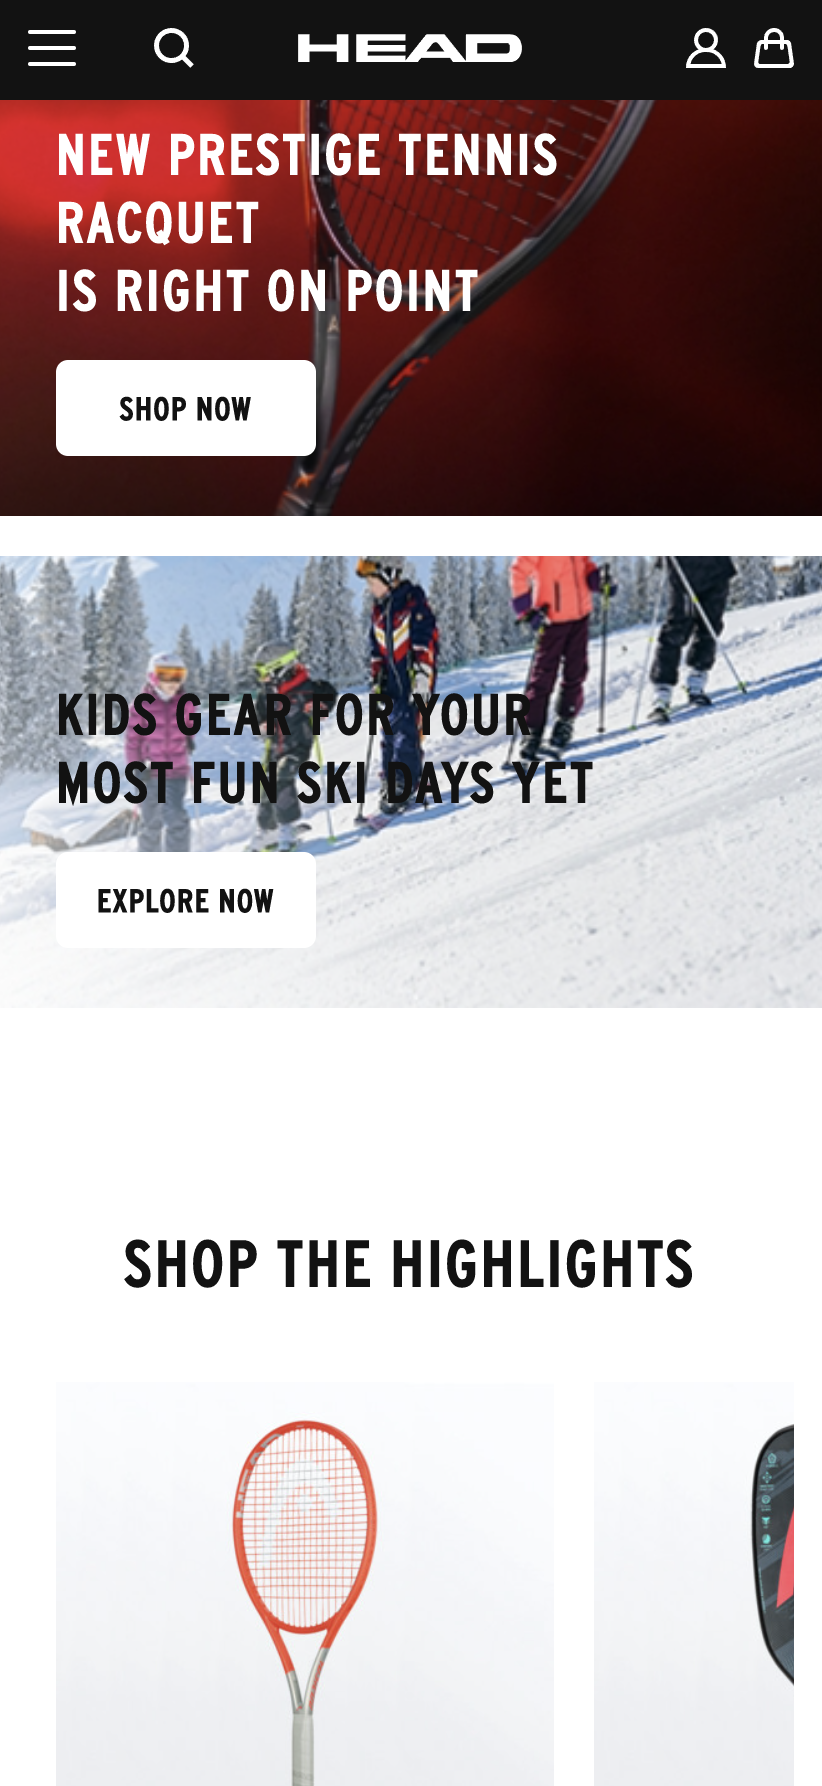 HEAD
NEW PRESTIGE TENNIS
RACQUET
IS RIGHT ON POINT
SHOP NOW
KIDS GEAR FOR YOUR
MOST FUN SKI DAYS YET
EXPLORE NOW
SHOP THE HIGHLIGHTS
HEAD